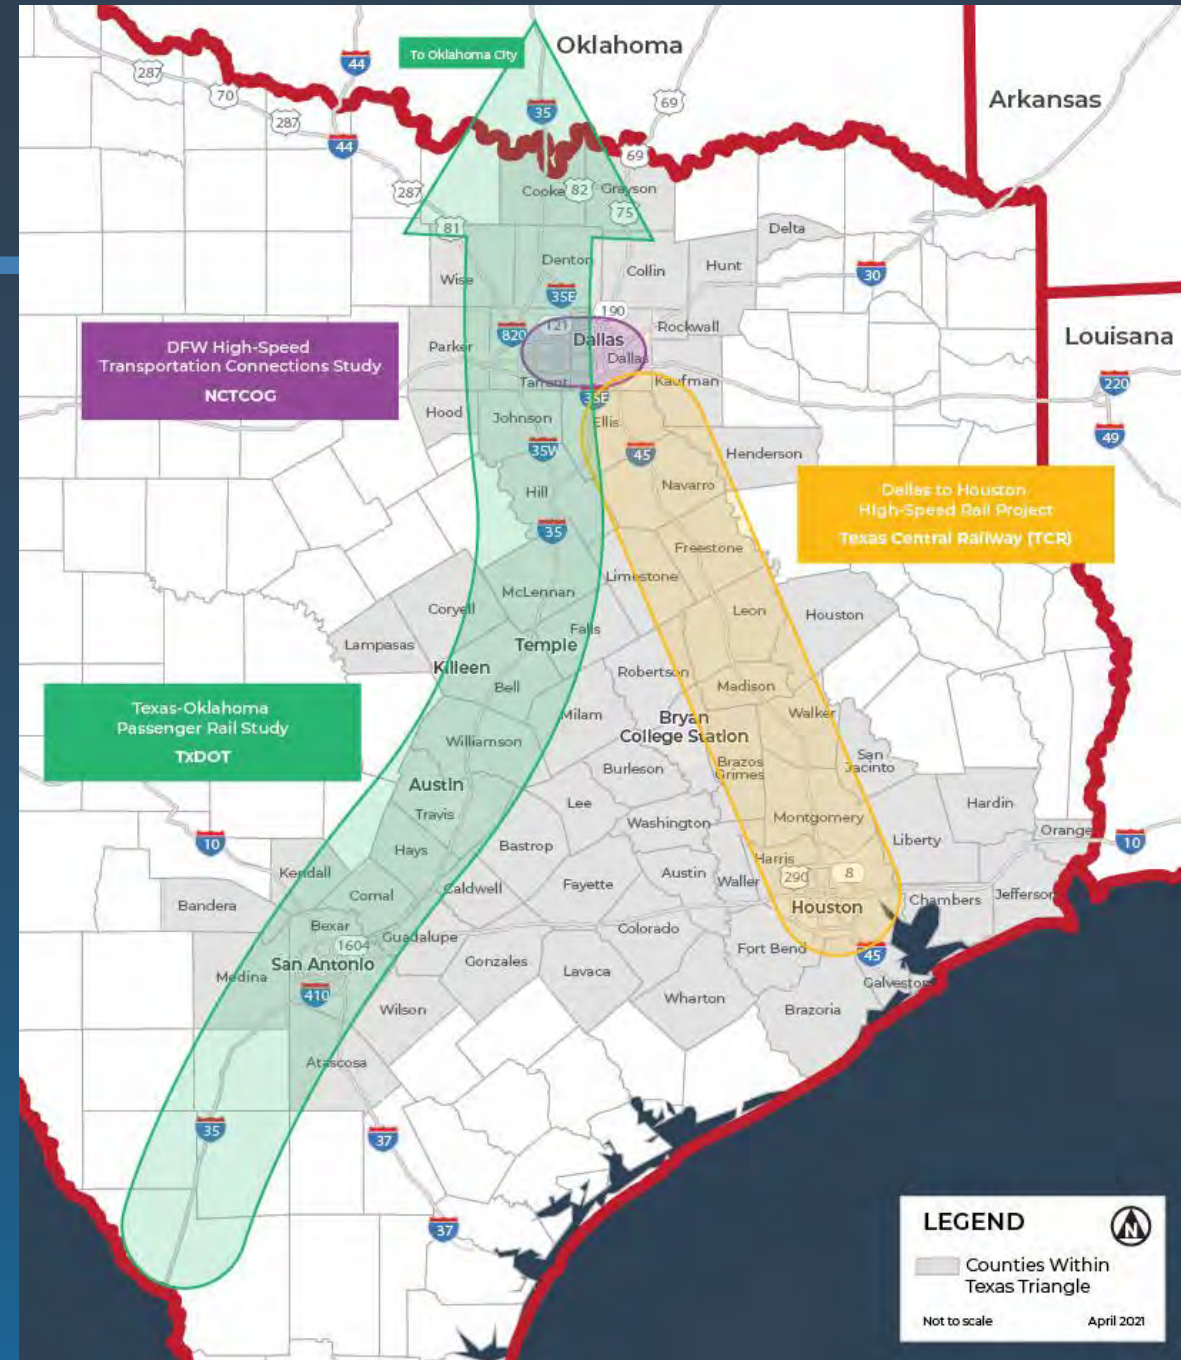 To Oklahoma City
Oklahoma
Arkansas
Louisiana
287
44
70
287
44
35
69
69
287
Cooke
82
Grayson
75
81
Delta
30
Wise
Denton
Collin
Hunt
35E
190
820
121
Dallas
Rockwall
Parker
Dallas
Tarrant
Kaufman
220
DFW High-Speed
Transportation Connections Study
NCTCOG
35E
Hood
Johnson
Ellis
49
35W
45
Henderson
Navarro
Hill
Dallas to Houston
High-Speed Rail Project
Texas Central Railway (TCR)
35
Freestone
Limestone
McLennan
Coryell
Leon
Houston
Falls
Lampasas
Temple
Killeen
Robertson
Bell
Madison
Texas-Oklahoma
Passenger Rail Study
TxDOT
Milam
Bryan
College Station
Walker
Williamson
San
Jacinto
Burleson
Brazos
Grimes
Austin
Lee
Hardin
Travis
Washington
Montgomery
Orange
10
10
Liberty
Hays
Bastrop
Harris
Kendall
290
8
Austin
Waller
Caldwell
Fayette
Comal
Chambers
Jefferson
Bandera
Houston
Bexar
Guadalupe
Colorado
1604
Fort Bend
45
San Antonio
Gonzales
Medina
Lavaca
Galveston
410
Wilson
Wharton
Brazoria
Atascosa
35
37
37
LEGEND
N
Counties Within
Texas Triangle
Not to scale
April 2021